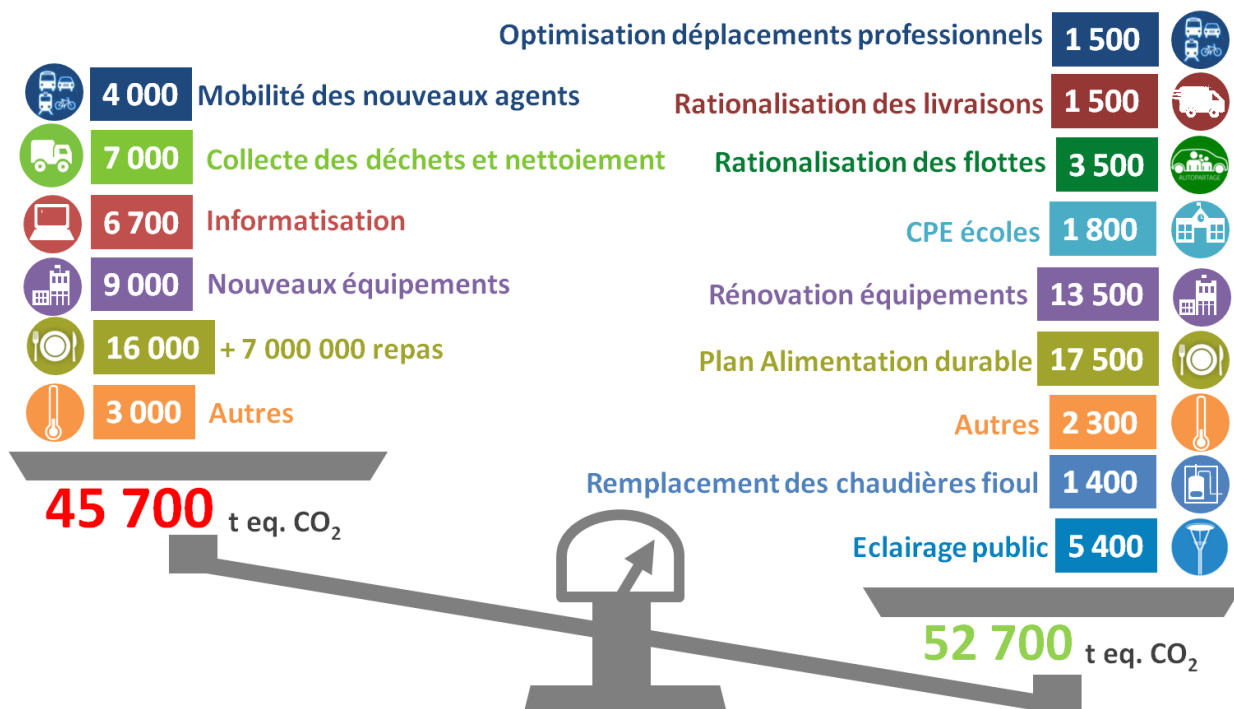 4 000 Mobilité des nouveaux agents
7 000 Collecte des déchets et nettoiement
6 700 Informatisation
9 000 Nouveaux équipements
16 000 + 7 000 000 repas
3 000 Autres
45 700 t eq. CO₂
Optimisation déplacements professionnels 1 500
Rationalisation des livraisons 1 500
Rationalisation des flottes 3 500
AUTOPARTAGE
CPE écoles 1 800
Rénovation équipements 13 500
Plan Alimentation durable 17 500
Autres 2 300
Remplacement des chaudières fioul 1 400
Eclairage public 5 400
52 700 t eq. CO₂